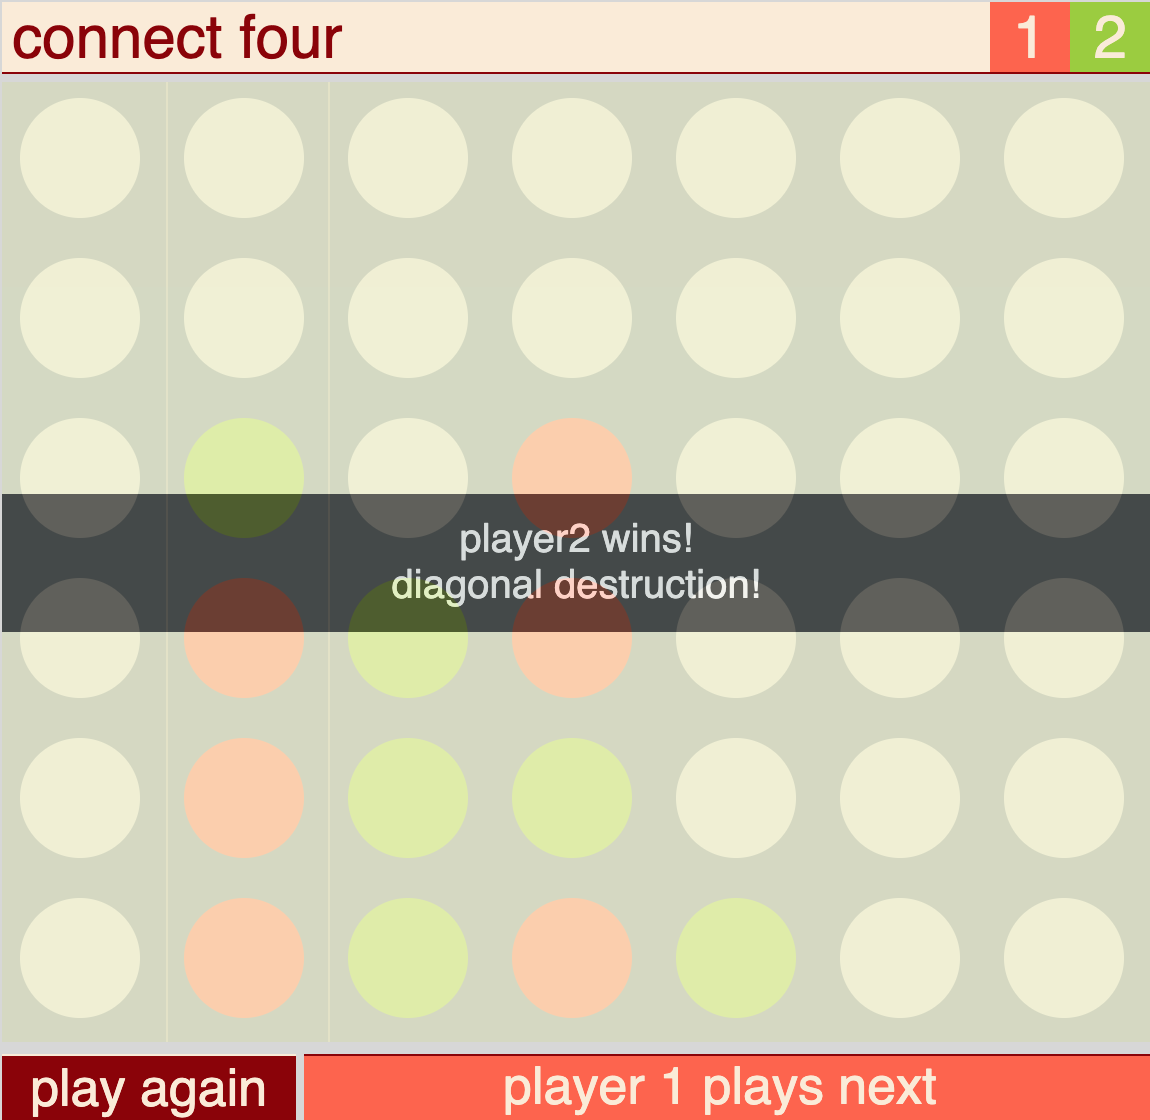 connect four 1 2
player2 wins!
diagonal destruction!
play again player 1 plays next